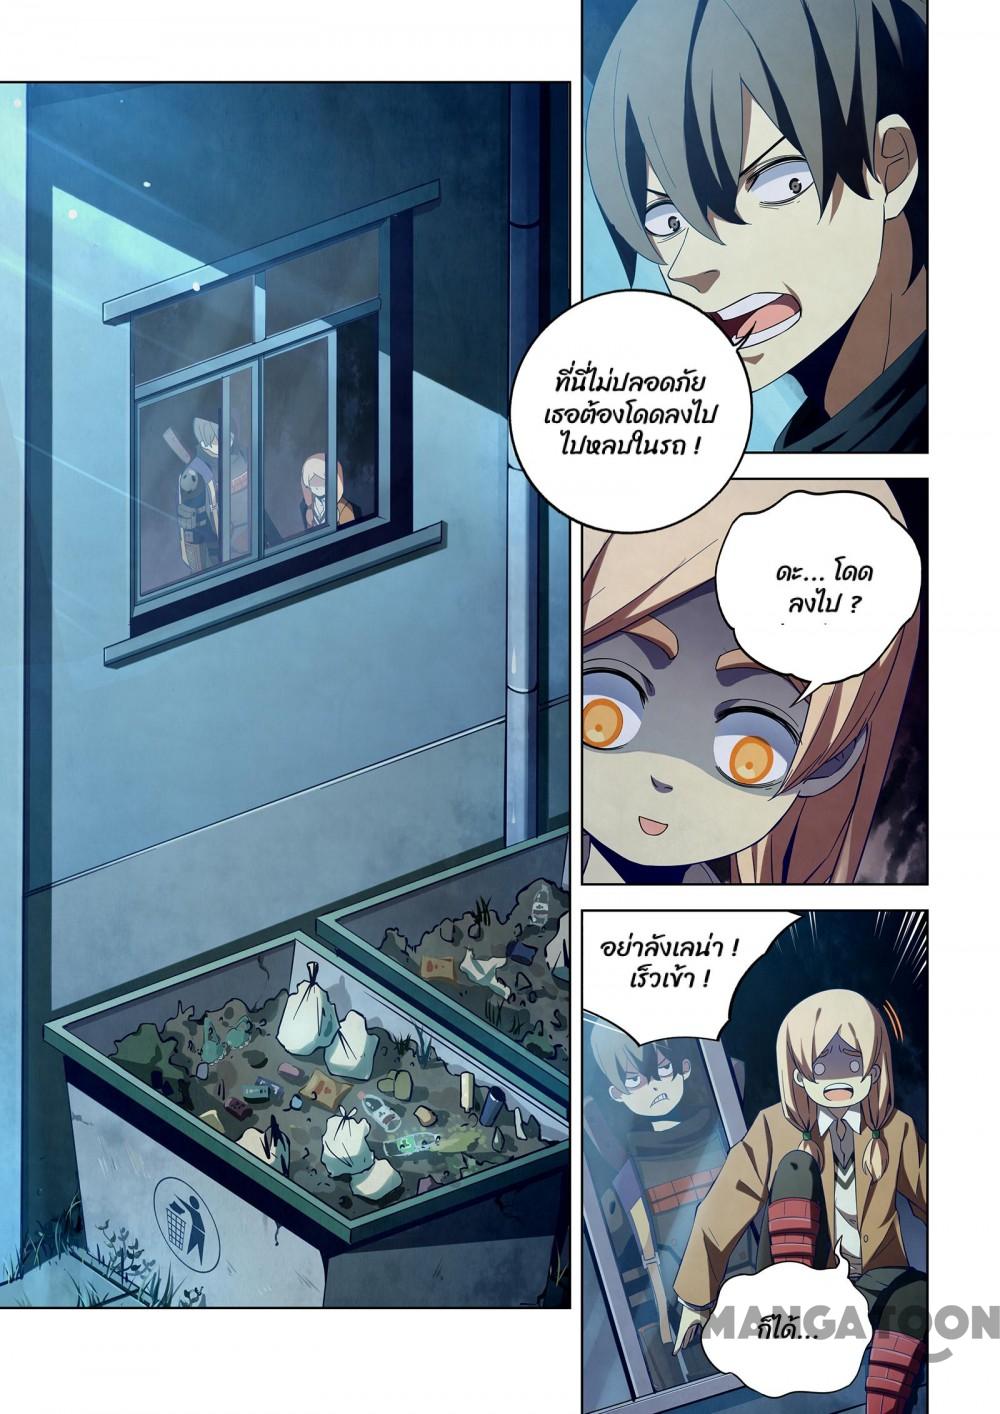 ที่นี่ไม่ปลอดภัย
เธอต้องโดดลงไป
ไปหลบในรถ !
ดะ... โดด
ลงไป ?
อย่าลังเลน่า !
เร็วเข้า !
ก็ได้...
MANGATOON